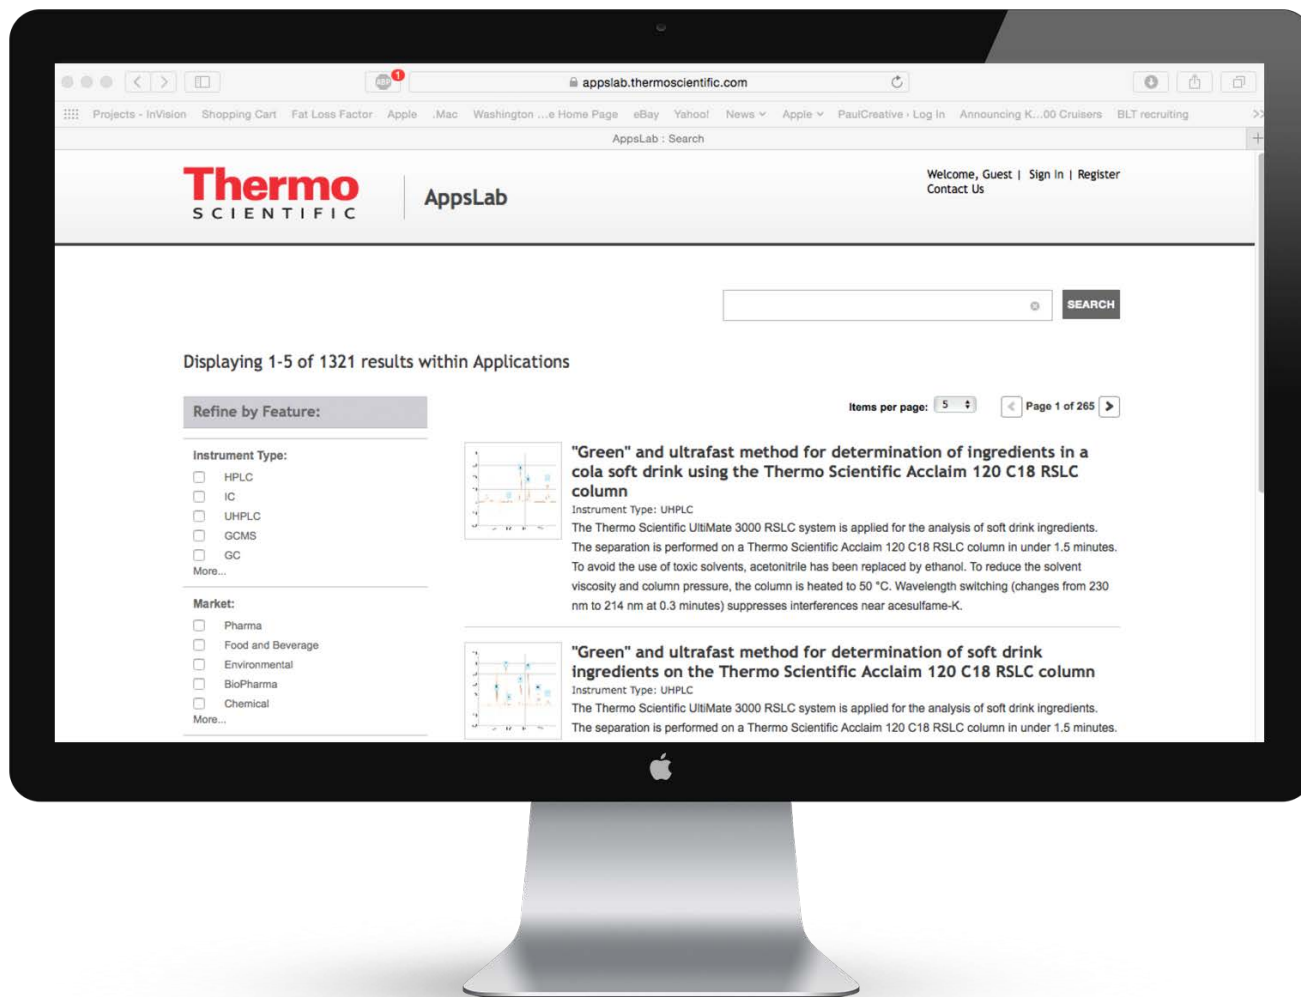 ABP 1
appslab.thermoscientific.com
Projects - InVision Shopping Cart Fat Loss Factor Apple .Mac Washington ...e Home Page eBay Yahoo! News Apple PaulCreative › Log In Announcing K...00 Cruisers BLT recruiting >>
AppsLab : Search
+
Thermo
SCIENTIFIC
AppsLab
Welcome, Guest | Sign In | Register
Contact Us
SEARCH
Displaying 1-5 of 1321 results within Applications
Refine by Feature:
Items per page: 5 < Page 1 of 265 >
Instrument Type:
HPLC
IC
UHPLC
GCMS
GC
More...
Market:
Pharma
Food and Beverage
Environmental
BioPharma
Chemical
More...
"Green" and ultrafast method for determination of ingredients in a
cola soft drink using the Thermo Scientific Acclaim 120 C18 RSLC
column
Instrument Type: UHPLC
The Thermo Scientific UltiMate 3000 RSLC system is applied for the analysis of soft drink ingredients.
The separation is performed on a Thermo Scientific Acclaim 120 C18 RSLC column in under 1.5 minutes.
To avoid the use of toxic solvents, acetonitrile has been replaced by ethanol. To reduce the solvent
viscosity and column pressure, the column is heated to 50 °C. Wavelength switching (changes from 230
nm to 214 nm at 0.3 minutes) suppresses interferences near acesulfame-K.
"Green" and ultrafast method for determination of soft drink
ingredients on the Thermo Scientific Acclaim 120 C18 RSLC column
Instrument Type: UHPLC
The Thermo Scientific UltiMate 3000 RSLC system is applied for the analysis of soft drink ingredients.
The separation is performed on a Thermo Scientific Acclaim 120 C18 RSLC column in under 1.5 minutes.